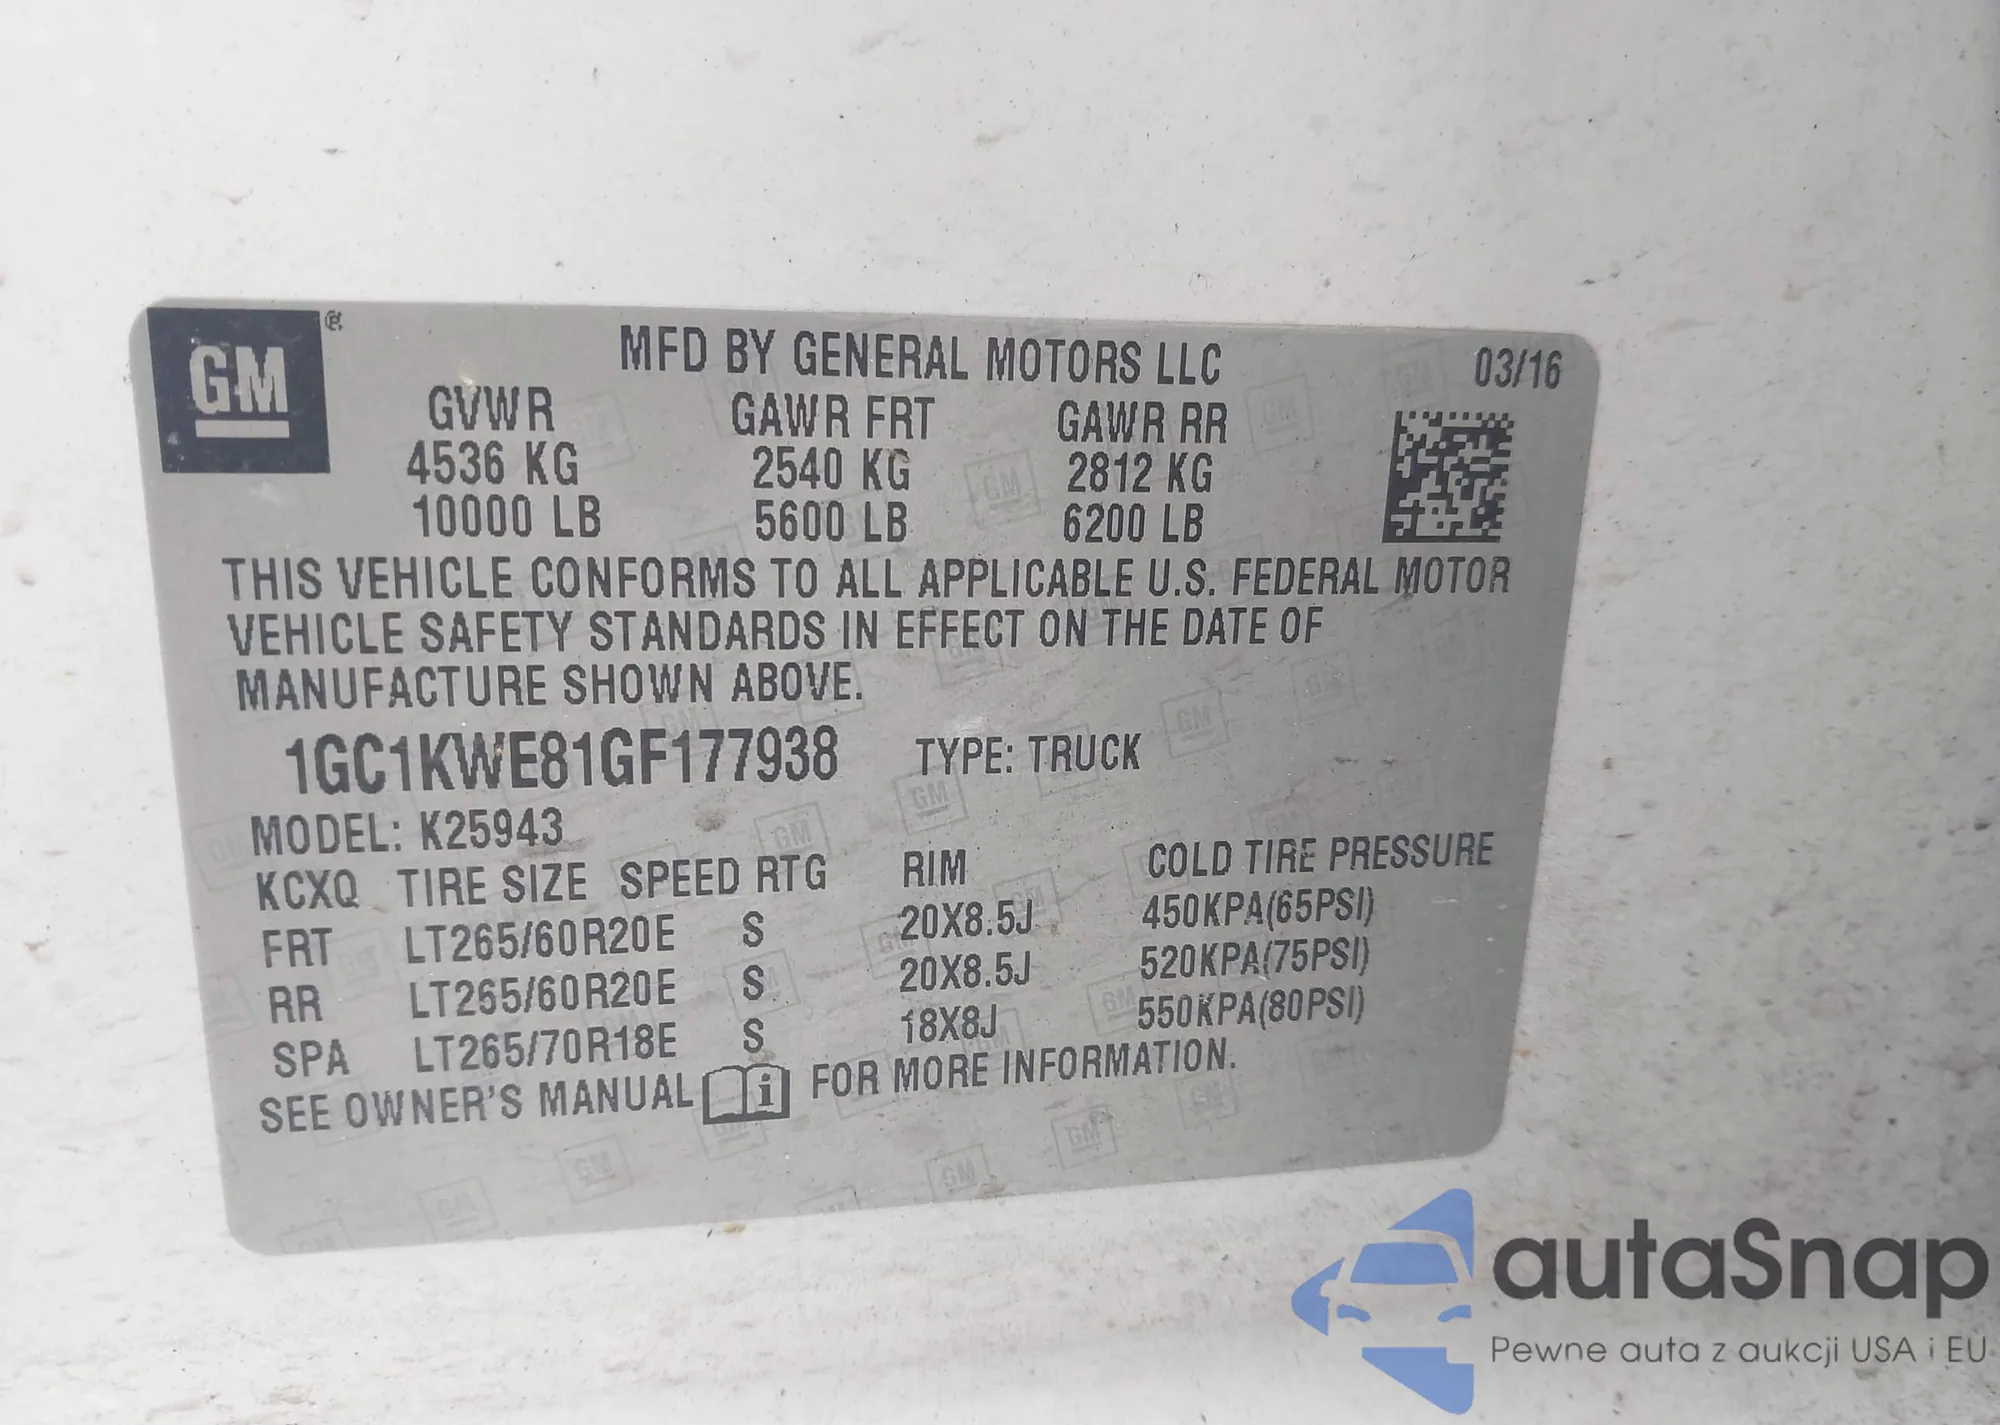 GM
MFD BY GENERAL MOTORS LLC 03/16
GVWR GAWR FRT GAWR RR
4536 KG 2540 KG 2812 KG
10000 LB 5600 LB 6200 LB
THIS VEHICLE CONFORMS TO ALL APPLICABLE U.S. FEDERAL MOTOR
VEHICLE SAFETY STANDARDS IN EFFECT ON THE DATE OF
MANUFACTURE SHOWN ABOVE.
1GC1KWE81GF177938 TYPE: TRUCK
MODEL: K25943
KCXQ TIRE SIZE SPEED RTG RIM COLD TIRE PRESSURE
FRT LT265/60R20E S 20X8.5J 450KPA(65PSI)
RR LT265/60R20E S 20X8.5J 520KPA(75PSI)
SPA LT265/70R18E S 18X8J 550KPA(80PSI)
SEE OWNER'S MANUAL i FOR MORE INFORMATION.
autaSnap
Pewne auta z aukcji USA i EU